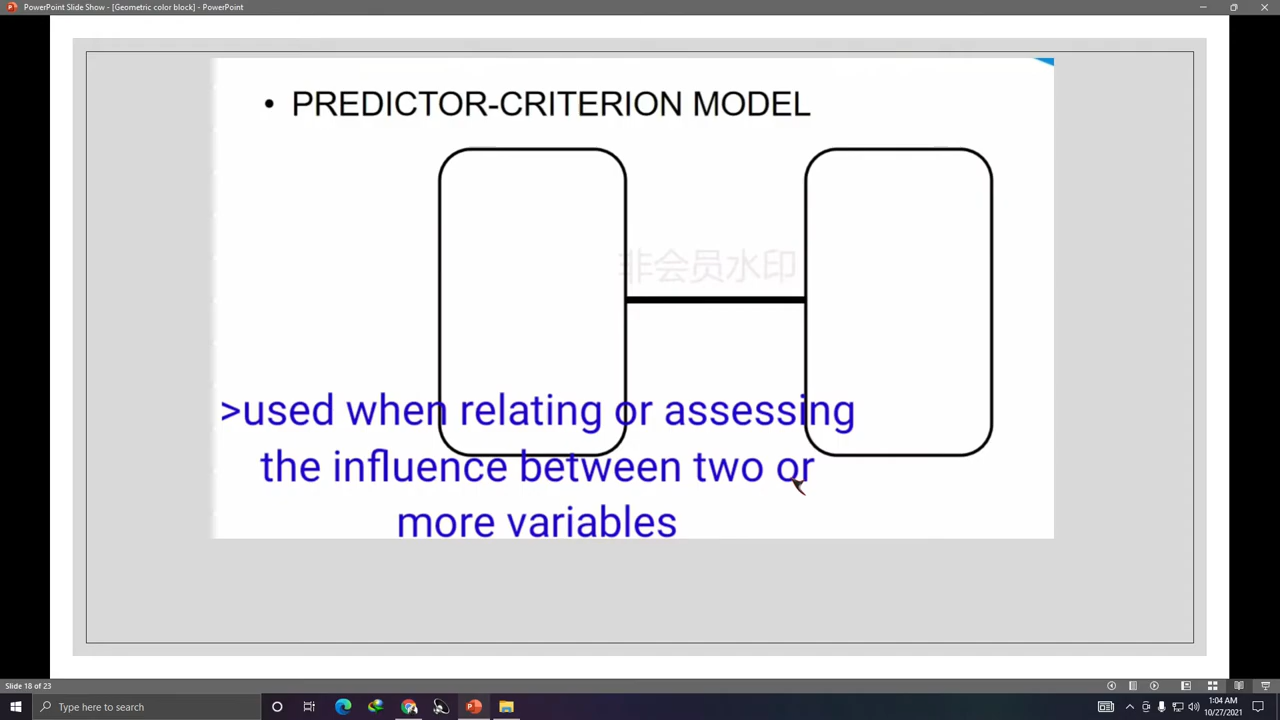 PowerPoint Slide Show - [Geometric color block] - PowerPoint
• PREDICTOR-CRITERION MODEL
非会员水印
>used when relating or assessing
the influence between two or
more variables
Slide 18 of 23
Type here to search
1:04 AM
10/27/2021